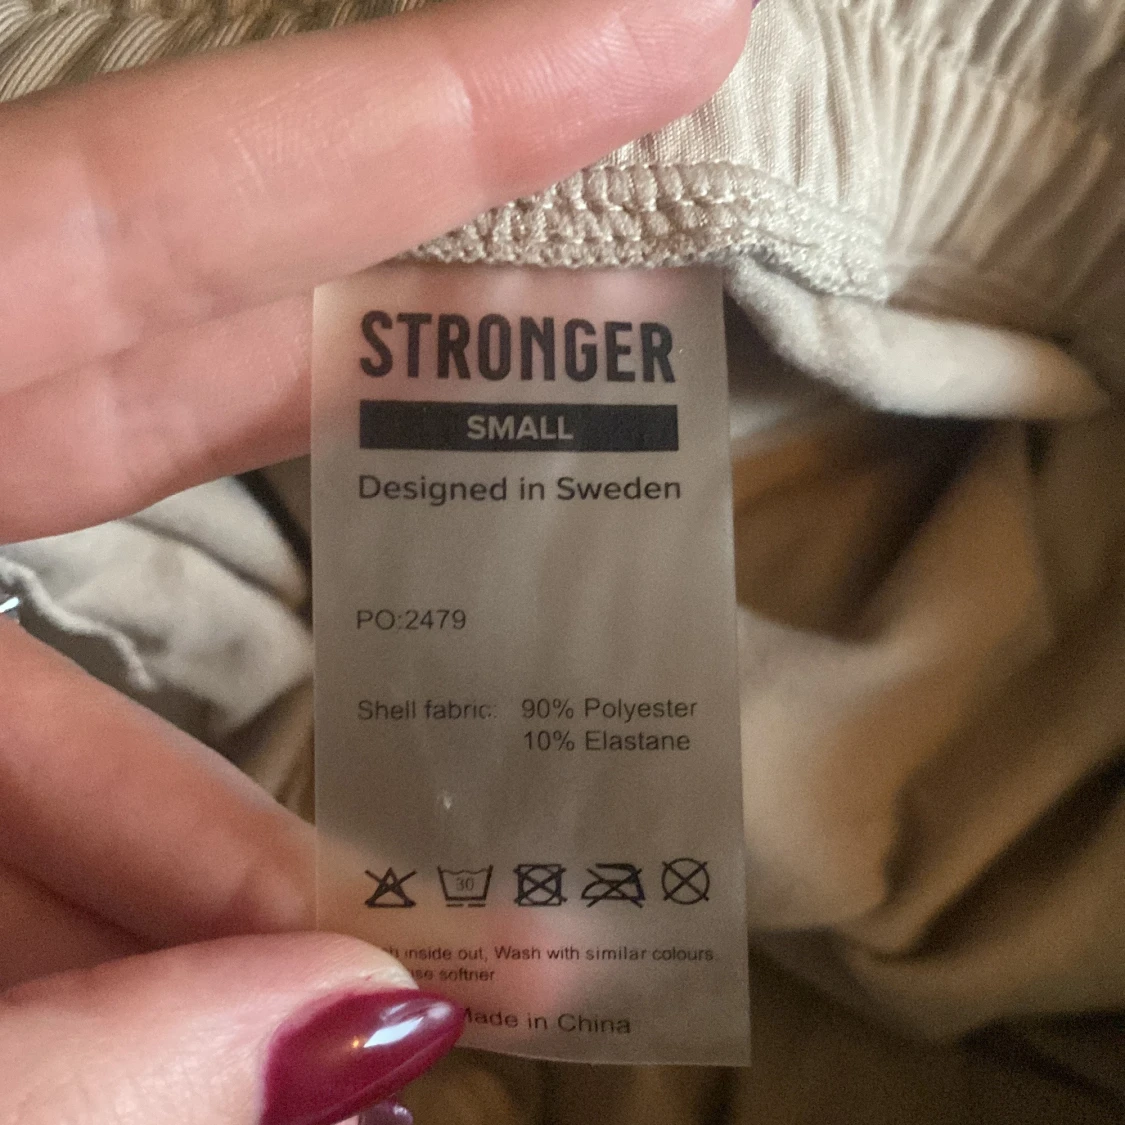 STRONGER
SMALL
Designed in Sweden
PO:2479
Shell fabric: 90% Polyester
10% Elastane
30
inside out, Wash with similar colours
softner
Made in China